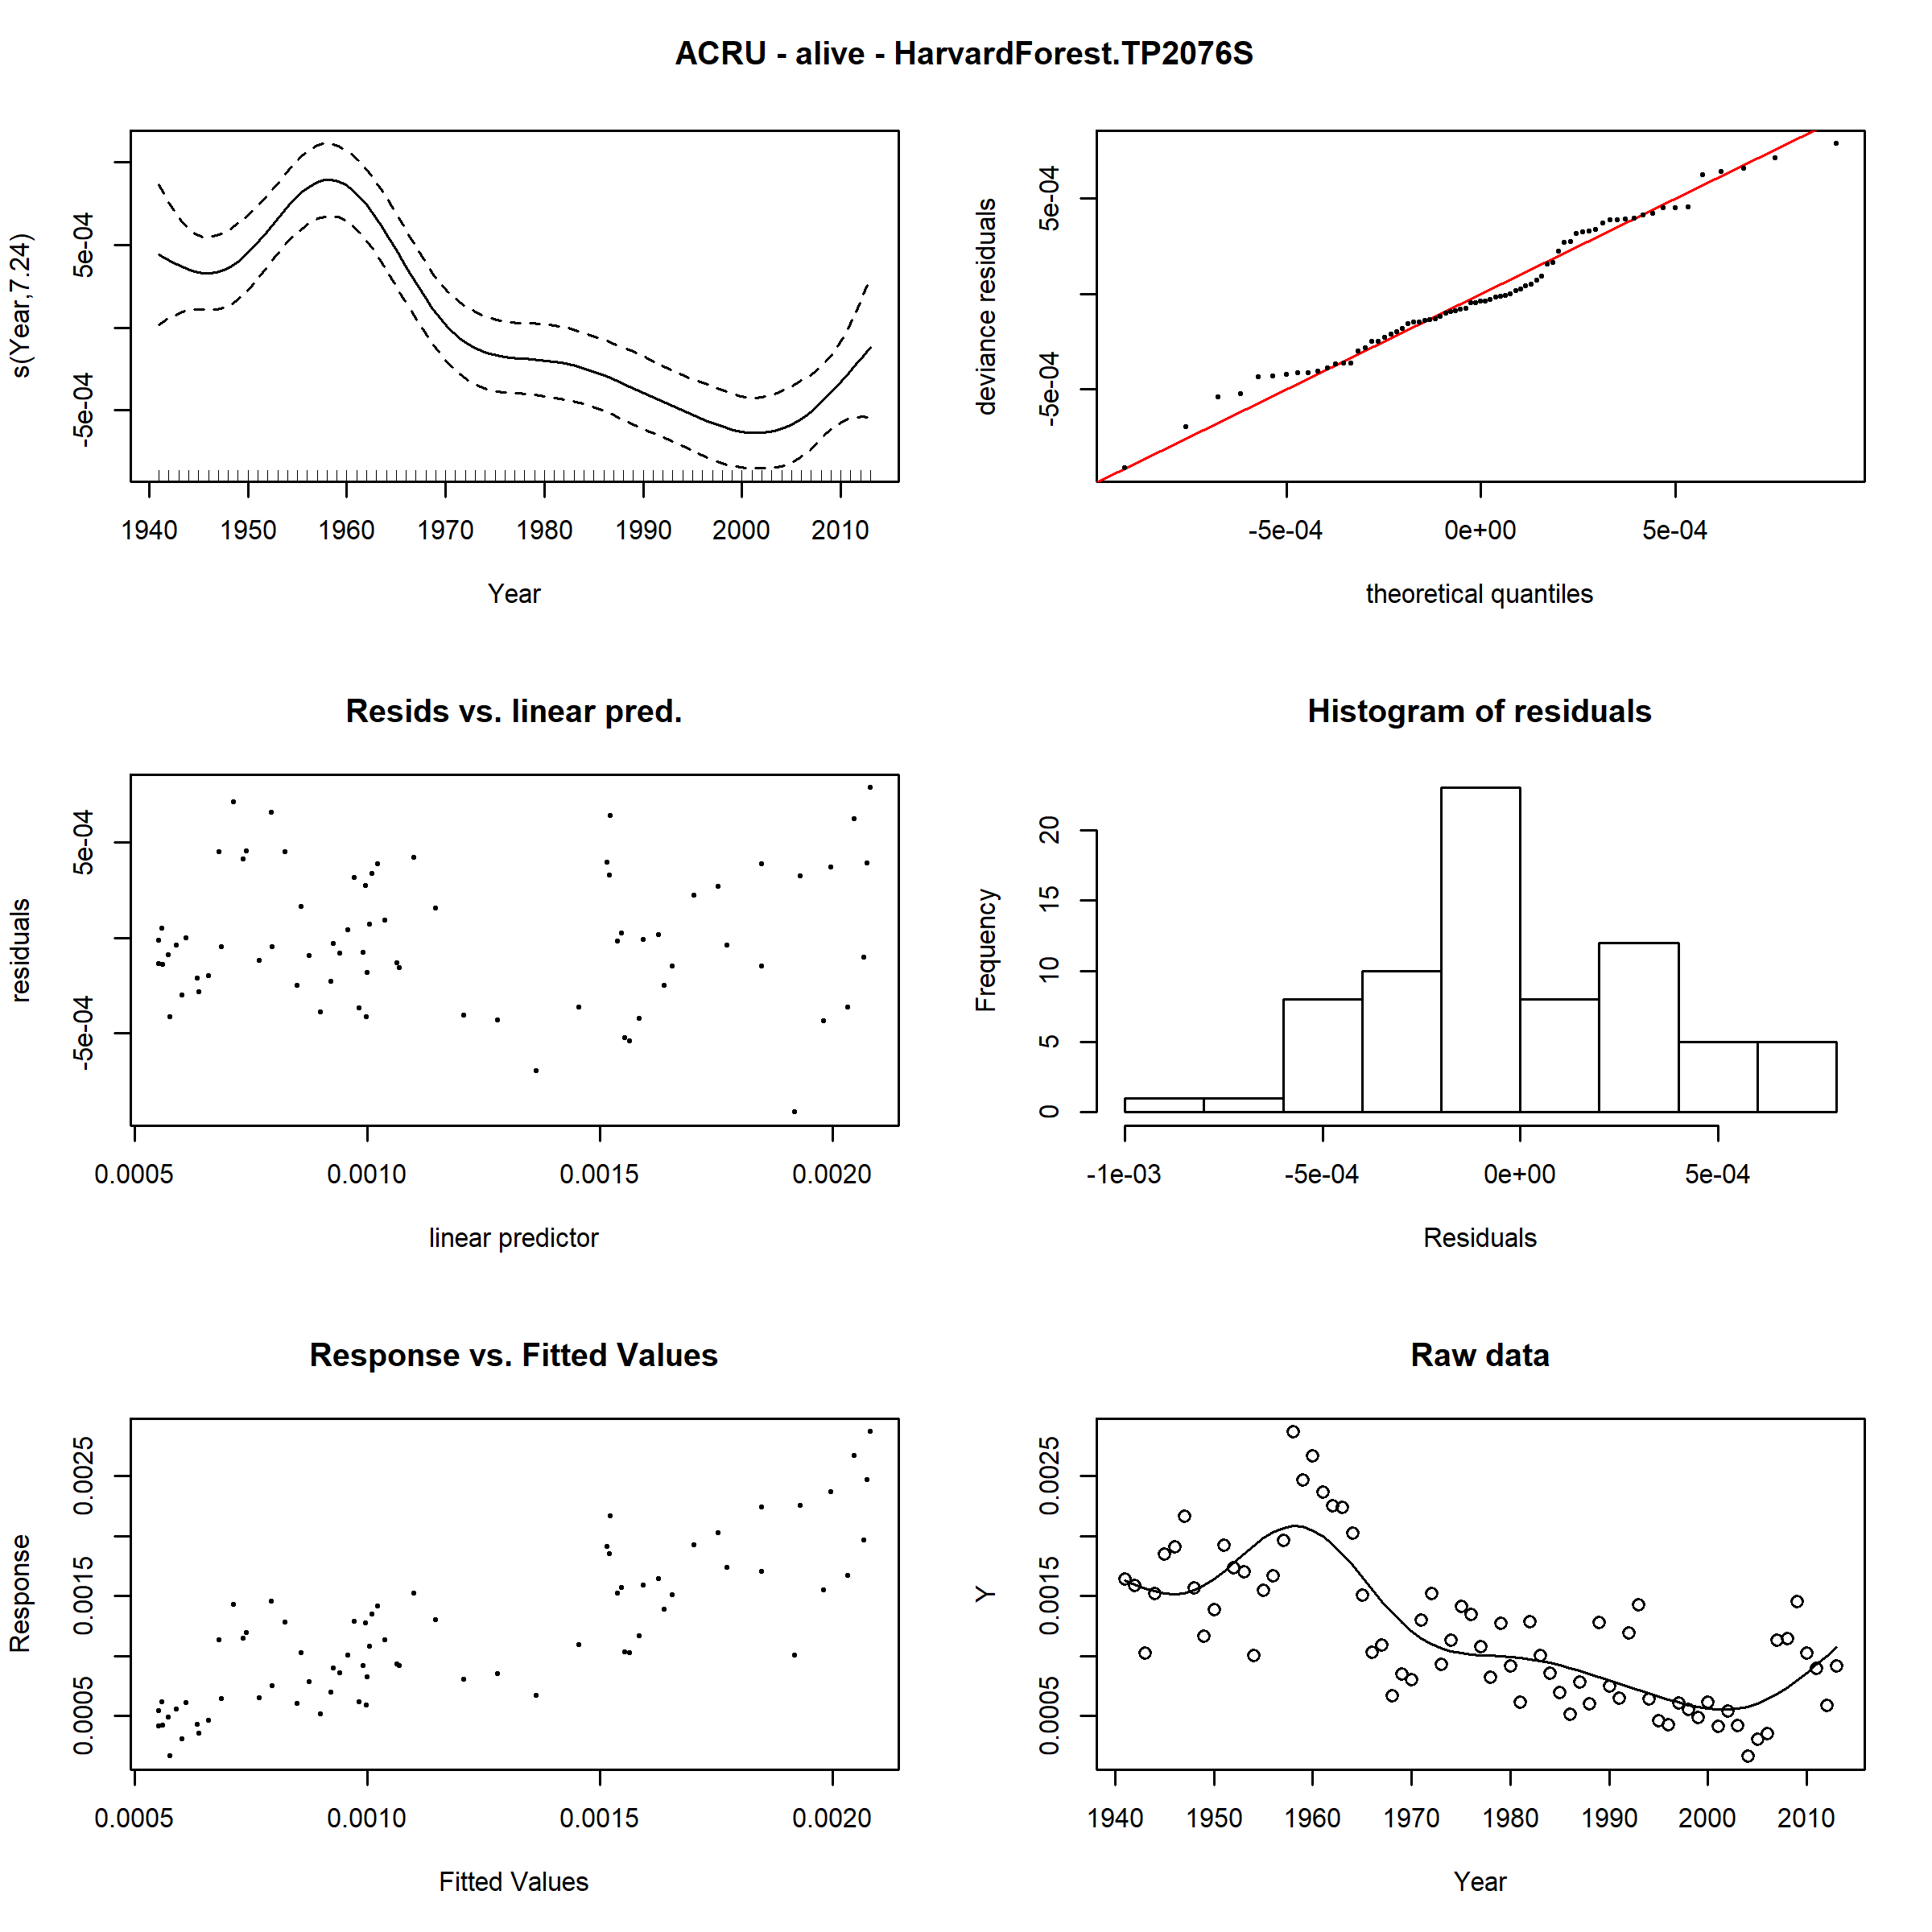 ACRU - alive - HarvardForest.TP2076S
s(Year,7.24)
-5e-04 5e-04
1940 1950 1960 1970 1980 1990 2000 2010
Year
deviance residuals
-5e-04 5e-04
-5e-04 0e+00 5e-04
theoretical quantiles
Resids vs. linear pred.
residuals
-5e-04 5e-04
0.0005 0.0010 0.0015 0.0020
linear predictor
Histogram of residuals
Frequency
0 5 10 15 20
-1e-03 -5e-04 0e+00 5e-04
Residuals
Response vs. Fitted Values
Response
0.0005 0.0015 0.0025
0.0005 0.0010 0.0015 0.0020
Fitted Values
Raw data
Y
0.0005 0.0015 0.0025
1940 1950 1960 1970 1980 1990 2000 2010
Year